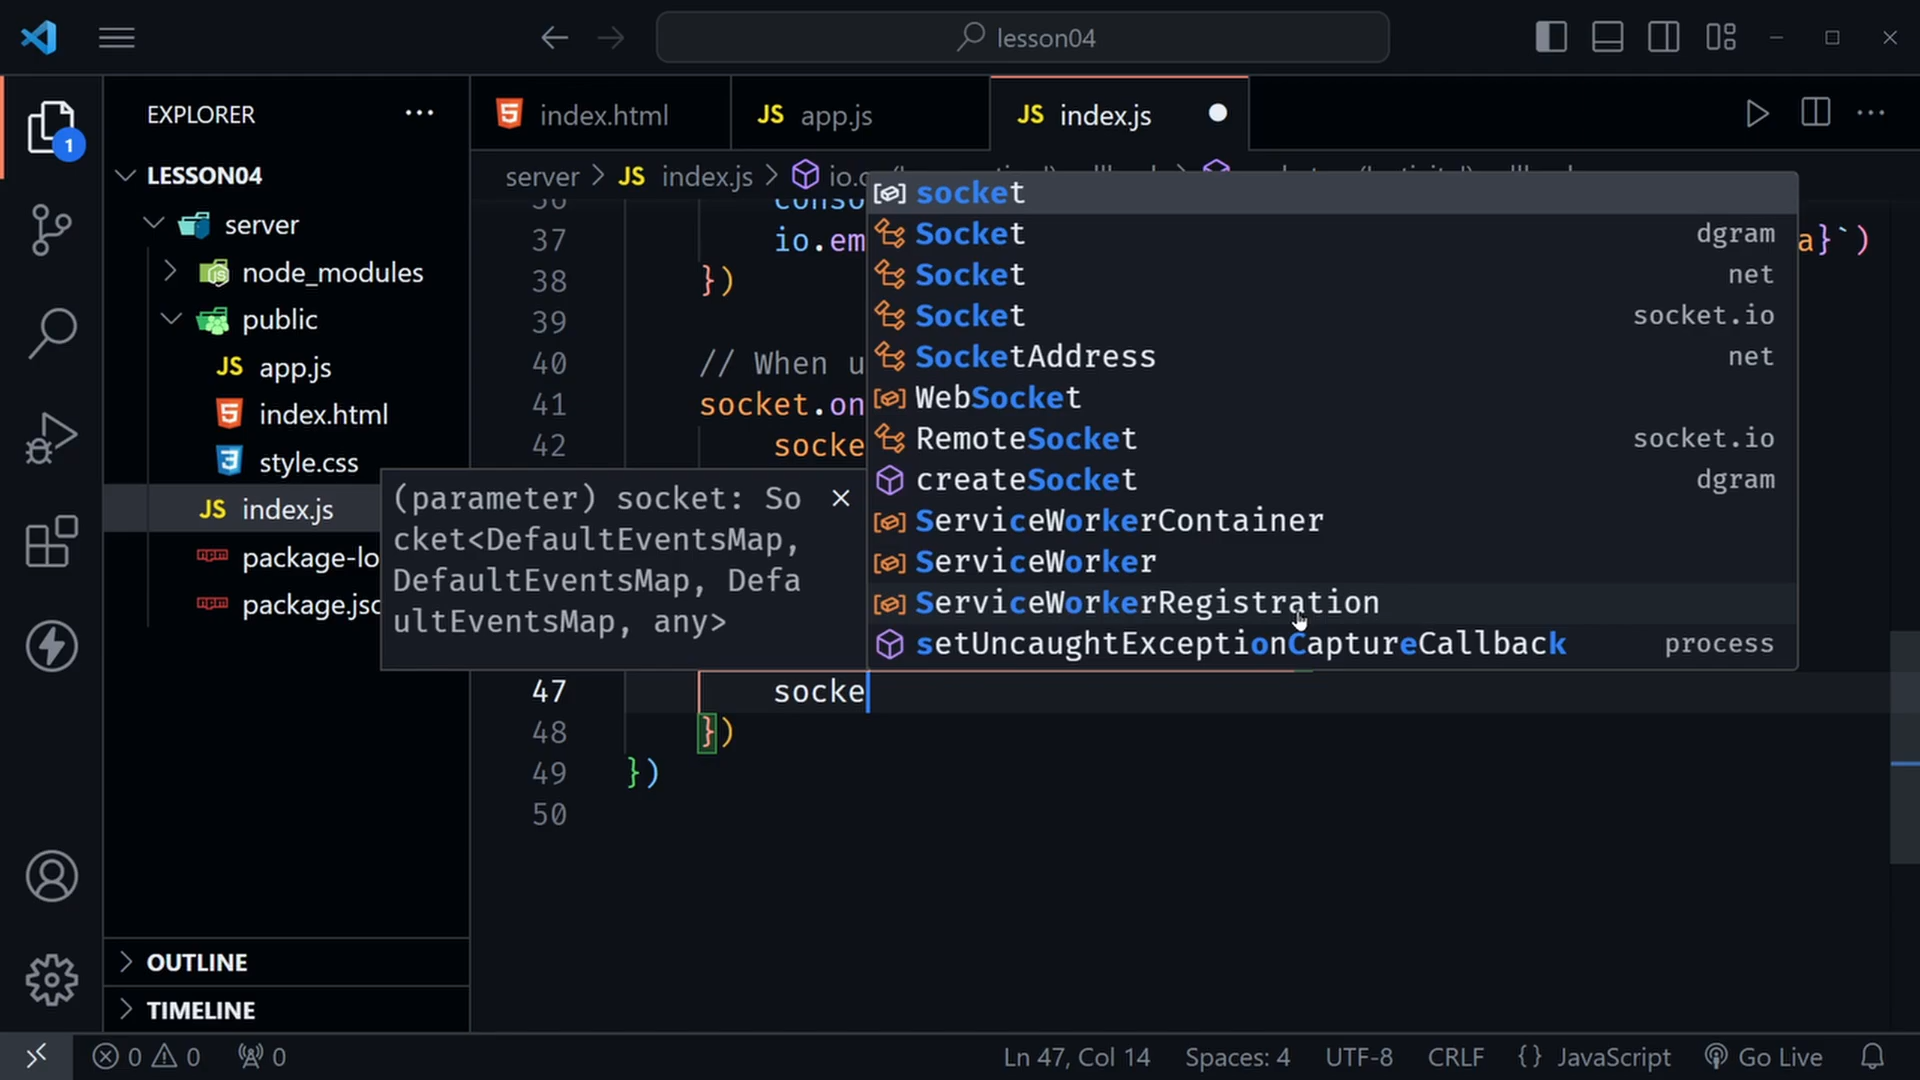 lesson04
EXPLORER
index.html
app.js
index.js
LESSON04
server
node_modules
public
app.js
index.html
style.css
index.js
package-lo
package.jsc
OUTLINE
TIMELINE
server > JS index.js > io.c
37 io.em a}`)
38 })
39
40 // When u
41 socket.on
42 socke
socket
Socket dgram
Socket net
Socket socket.io
SocketAddress net
WebSocket
RemoteSocket socket.io
createSocket dgram
ServiceWorkerContainer
ServiceWorker
ServiceWorkerRegistration
setUncaughtExceptionCaptureCallback process
(parameter) socket: So
cket<DefaultEventsMap,
DefaultEventsMap, Defa
ultEventsMap, any>
47 socke
48 })
49 })
50
0 0 0
Ln 47, Col 14 Spaces: 4 UTF-8 CRLF {} JavaScript Go Live